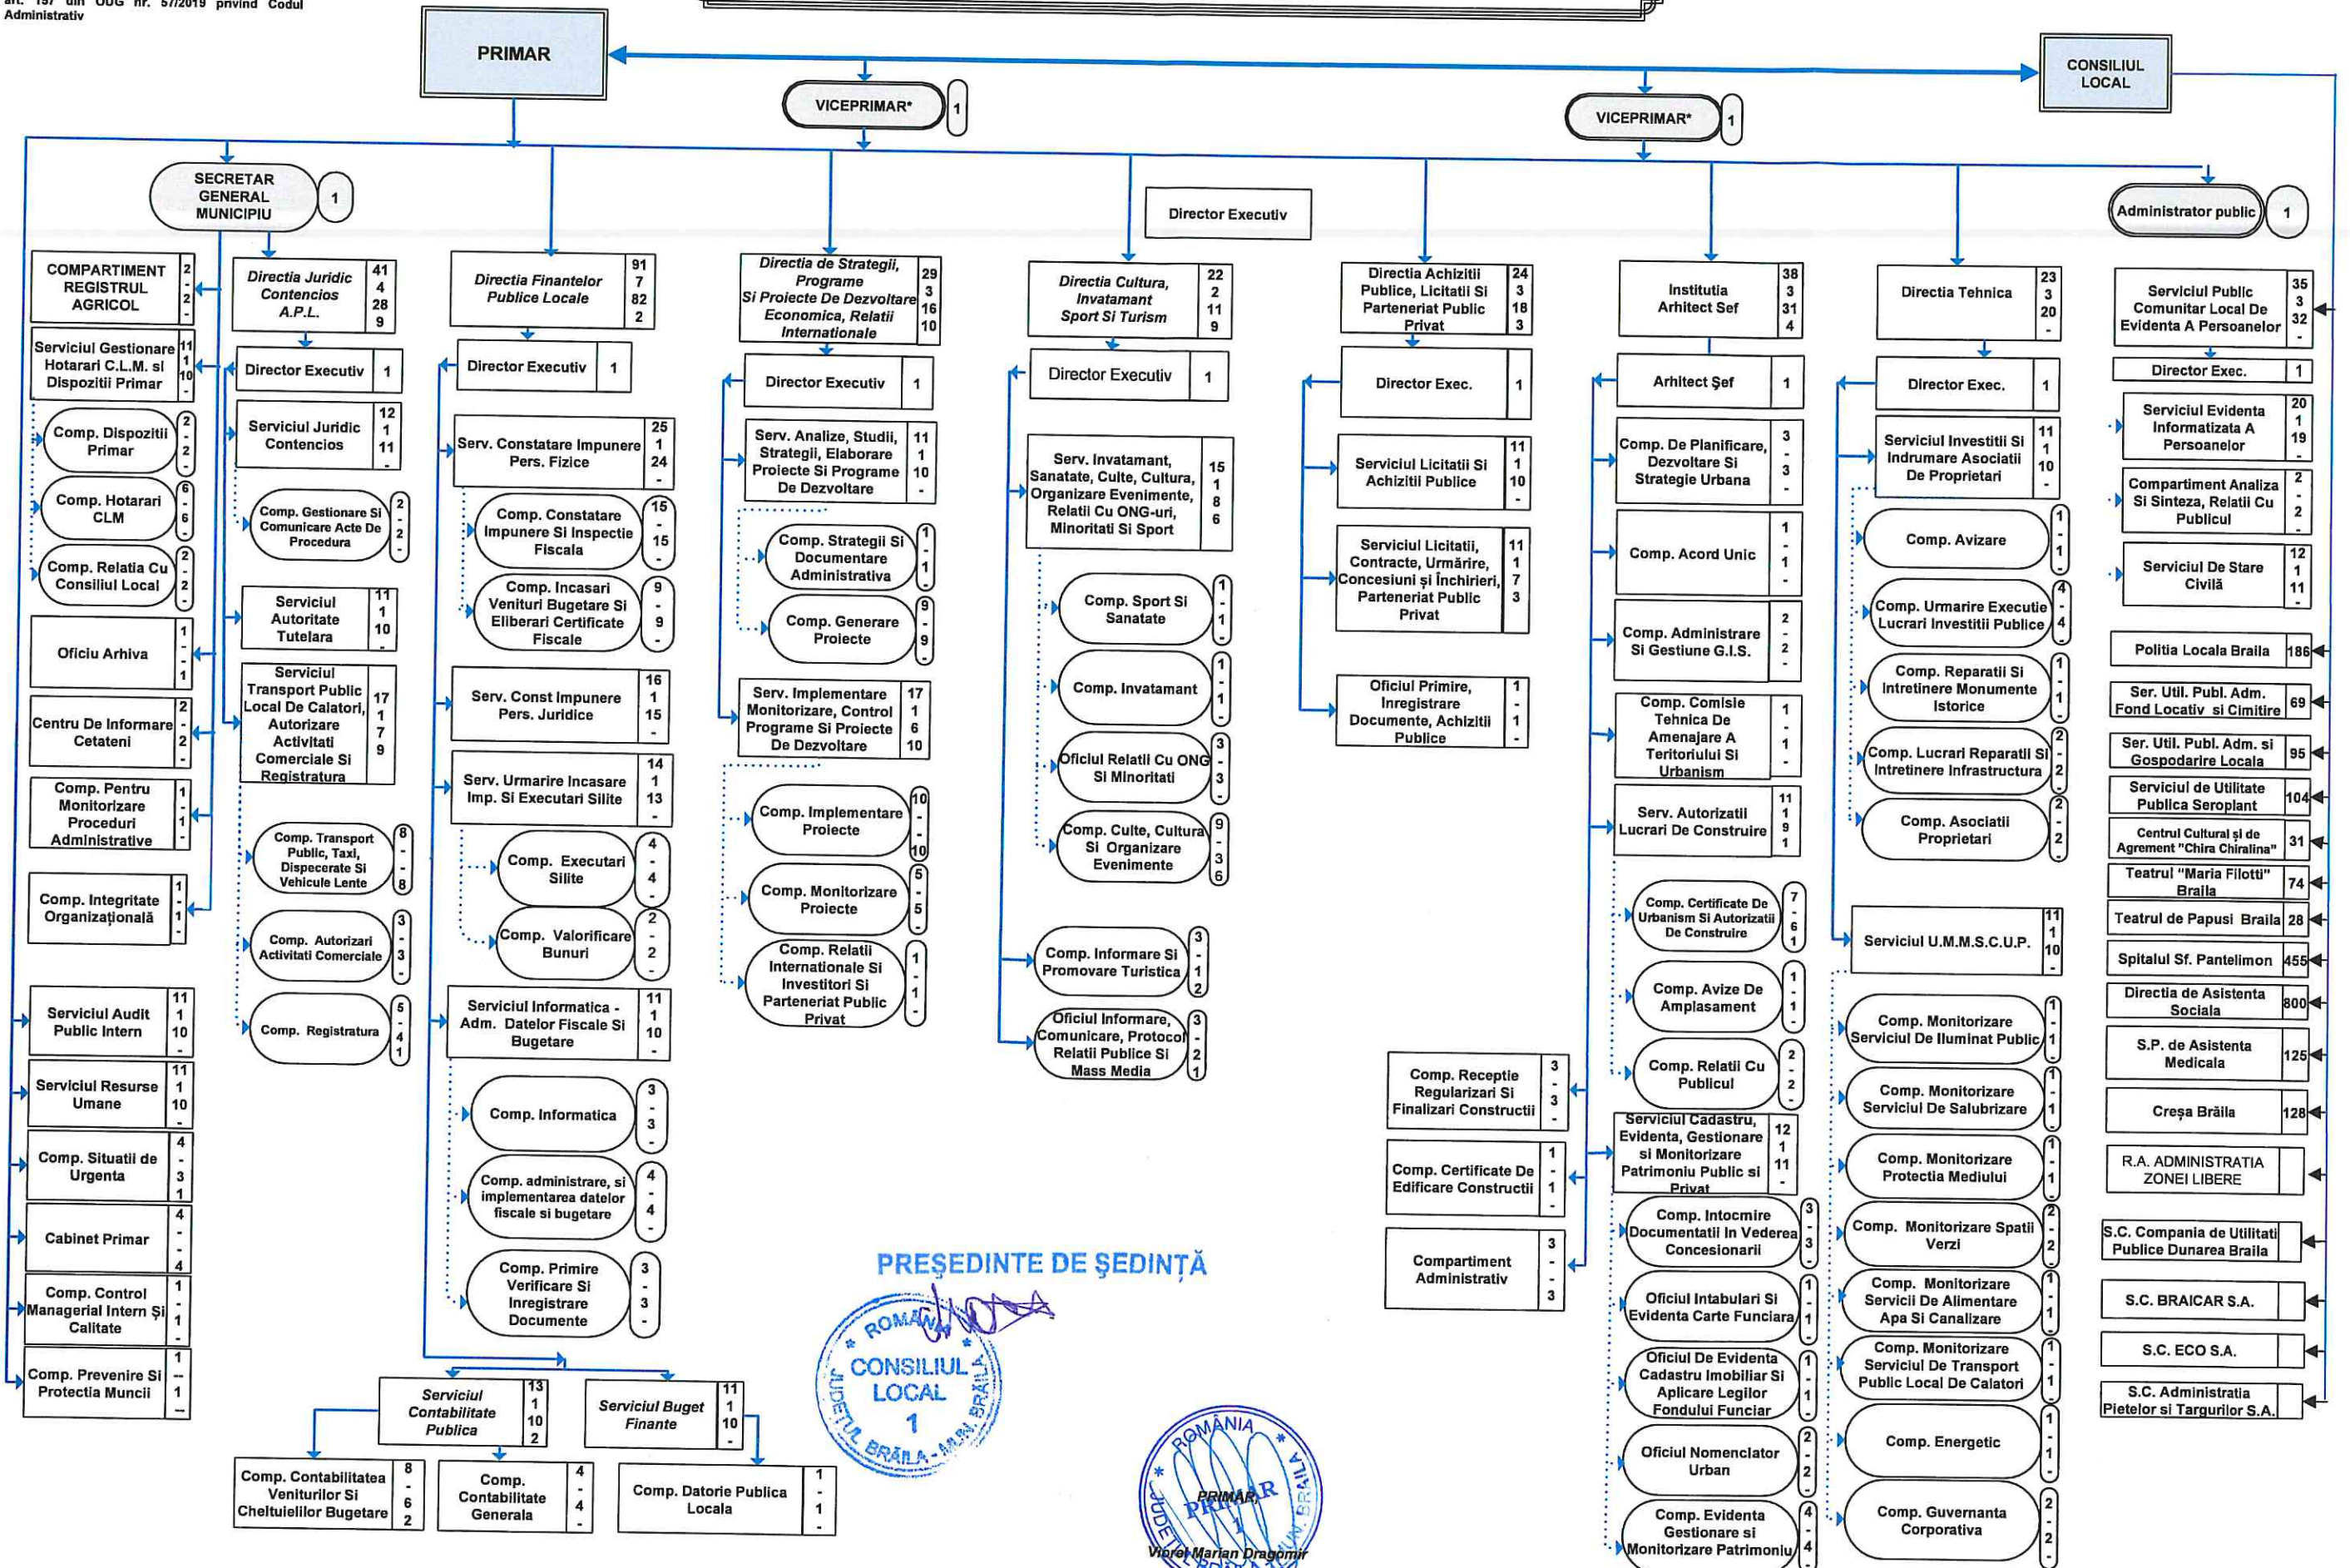 art. 157 din OUG nr. 57/2019 privind Codul
Administrativ
PRIMAR
CONSILIUL
LOCAL
VICEPRIMAR*
1
VICEPRIMAR*
1
SECRETAR
GENERAL
MUNICIPIU
1
Director Executiv
Administrator public
1
COMPARTIMENT
REGISTRUL
AGRICOL
2
-
2
-
Serviciul Gestionare
Hotarari C.L.M. si
Dispozitii Primar
11
1
10
-
Comp. Dispozitii
Primar
2
-
2
-
Comp. Hotarari
CLM
6
-
6
-
Comp. Relatia Cu
Consiliul Local
2
-
2
-
Oficiu Arhiva
1
-
-
1
Centru De Informare
Cetateni
2
-
2
-
Comp. Pentru
Monitorizare
Proceduri
Administrative
1
-
1
-
Comp. Integritate
Organizațională
1
-
1
-
Serviciul Audit
Public Intern
11
1
10
-
Serviciul Resurse
Umane
11
1
10
-
Comp. Situatii de
Urgenta
4
-
3
1
Cabinet Primar
4
-
-
4
Comp. Control
Managerial Intern Și
Calitate
1
-
1
-
Comp. Prevenire Si
Protectia Muncii
1
--
1
--
Directia Juridic
Contencios
A.P.L.
41
4
28
9
Director Executiv
1
Serviciul Juridic
Contencios
12
1
11
-
Comp. Gestionare Si
Comunicare Acte De
Procedura
2
-
2
-
Serviciul
Autoritate
Tutelara
11
1
10
-
Serviciul
Transport Public
Local De Calatori,
Autorizare
Activitati
Comerciale Si
Registratura
17
1
7
9
Comp. Transport
Public, Taxi,
Dispecerate Si
Vehicule Lente
8
-
-
8
Comp. Autorizari
Activitati Comerciale
3
-
3
-
Comp. Registratura
5
-
4
1
Directia Finantelor
Publice Locale
91
7
82
2
Director Executiv
1
Serv. Constatare Impunere
Pers. Fizice
25
1
24
-
Comp. Constatare
Impunere Si Inspectie
Fiscala
15
-
15
-
Comp. Incasari
Venituri Bugetare Si
Eliberari Certificate
Fiscale
9
-
9
-
Serv. Const Impunere
Pers. Juridice
16
1
15
-
Serv. Urmarire Incasare
Imp. Si Executari Silite
14
1
13
-
Comp. Executari
Silite
4
-
4
-
Comp. Valorificare
Bunuri
2
-
2
-
Serviciul Informatica -
Adm. Datelor Fiscale Si
Bugetare
11
1
10
-
Comp. Informatica
3
-
3
-
Comp. administrare, si
implementarea datelor
fiscale si bugetare
4
-
4
-
Comp. Primire
Verificare Si
Inregistrare
Documente
3
-
3
-
Serviciul
Contabilitate
Publica
13
1
10
2
Serviciul Buget
Finante
11
1
10
-
Comp. Contabilitatea
Veniturilor Si
Cheltuielilor Bugetare
8
-
6
2
Comp.
Contabilitate
Generala
4
-
4
-
Comp. Datorie Publica
Locala
1
-
1
-
Directia de Strategii,
Programe
Si Proiecte De Dezvoltare
Economica, Relatii
Internationale
29
3
16
10
Director Executiv
1
Serv. Analize, Studii,
Strategii, Elaborare
Proiecte Si Programe
De Dezvoltare
11
1
10
-
Comp. Strategii Si
Documentare
Administrativa
1
-
1
-
Comp. Generare
Proiecte
9
-
9
-
Serv. Implementare
Monitorizare, Control
Programe Si Proiecte
De Dezvoltare
17
1
6
10
Comp. Implementare
Proiecte
10
-
-
10
Comp. Monitorizare
Proiecte
5
-
5
-
Comp. Relatii
Internationale Si
Investitori Si
Parteneriat Public
Privat
1
-
1
-
Directia Cultura,
Invatamant
Sport Si Turism
22
2
11
9
Director Executiv
1
Serv. Invatamant,
Sanatate, Culte, Cultura,
Organizare Evenimente,
Relatii Cu ONG-uri,
Minoritati Si Sport
15
1
8
6
Comp. Sport Si
Sanatate
1
-
1
-
Comp. Invatamant
1
-
1
-
Oficiul Relatii Cu ONG
Si Minoritati
3
-
3
-
Comp. Culte, Cultura
Si Organizare
Evenimente
9
-
3
6
Comp. Informare Si
Promovare Turistica
3
-
1
2
Oficiul Informare,
Comunicare, Protocol
Relatii Publice Si
Mass Media
3
-
2
1
Directia Achizitii
Publice, Licitatii Si
Parteneriat Public
Privat
24
3
18
3
Director Exec.
1
Serviciul Licitatii Si
Achizitii Publice
11
1
10
-
Serviciul Licitatii,
Contracte, Urmărire,
Concesiuni și Închirieri,
Parteneriat Public
Privat
11
1
7
3
Oficiul Primire,
Inregistrare
Documente, Achizitii
Publice
1
-
1
-
Institutia
Arhitect Sef
38
3
31
4
Arhitect Şef
1
Comp. De Planificare,
Dezvoltare Si
Strategie Urbana
3
-
3
-
Comp. Acord Unic
1
-
1
-
Comp. Administrare
Si Gestiune G.I.S.
2
-
2
-
Comp. Comisie
Tehnica De
Amenajare A
Teritoriului Si
Urbanism
1
-
1
-
Serv. Autorizatii
Lucrari De Construire
11
1
9
1
Comp. Certificate De
Urbanism Si Autorizatii
De Construire
7
-
6
1
Comp. Avize De
Amplasament
1
-
1
-
Comp. Relatii Cu
Publicul
2
-
2
-
Comp. Receptie
Regularizari Si
Finalizari Constructii
3
-
3
-
Comp. Certificate De
Edificare Constructii
1
-
1
-
Compartiment
Administrativ
3
-
-
3
Serviciul Cadastru,
Evidenta, Gestionare
si Monitorizare
Patrimoniu Public si
Privat
12
1
11
-
Comp. Intocmire
Documentatii In Vederea
Concesionarii
3
-
3
Oficiul Intabulari Si
Evidenta Carte Funciara
1
-
1
-
Oficiul De Evidenta
Cadastru Imobiliar Si
Aplicare Legilor
Fondului Funciar
1
-
1
Oficiul Nomenclator
Urban
2
-
2
Comp. Evidenta
Gestionare si
Monitorizare Patrimoniu
4
-
4
Directia Tehnica
23
3
20
-
Director Exec.
1
Serviciul Investitii Si
Indrumare Asociatii
De Proprietari
11
1
10
-
Comp. Avizare
1
-
1
-
Comp. Urmarire Executie
Lucrari Investitii Publice
4
-
4
Comp. Reparatii Si
Intretinere Monumente
Istorice
1
-
1
-
Comp. Lucrari Reparatii Si
Intretinere Infrastructura
2
-
2
-
Comp. Asociatii
Proprietari
2
-
2
-
Serviciul U.M.M.S.C.U.P.
11
1
10
-
Comp. Monitorizare
Serviciul De Iluminat Public
1
-
1
-
Comp. Monitorizare
Serviciul De Salubrizare
1
-
1
-
Comp. Monitorizare
Protectia Mediului
1
-
1
-
Comp. Monitorizare Spatii
Verzi
2
-
2
-
Comp. Monitorizare
Servicii De Alimentare
Apa Si Canalizare
1
-
1
-
Comp. Monitorizare
Serviciul De Transport
Public Local De Calatori
1
-
1
-
Comp. Energetic
1
-
1
-
Comp. Guvernanta
Corporativa
2
-
2
Serviciul Public
Comunitar Local De
Evidenta A Persoanelor
35
3
32
-
Director Exec.
1
Serviciul Evidenta
Informatizata A
Persoanelor
20
1
19
-
Compartiment Analiza
Si Sinteza, Relatii Cu
Publicul
2
-
2
-
Serviciul De Stare
Civilă
12
1
11
-
Politia Locala Braila
186
Ser. Util. Publ. Adm.
Fond Locativ si Cimitire
69
Ser. Util. Publ. Adm. si
Gospodarire Locala
95
Serviciul de Utilitate
Publica Seroplant
104
Centrul Cultural și de
Agrement "Chira Chiralina"
31
Teatrul "Maria Filotti"
Braila
74
Teatrul de Papusi Braila
28
Spitalul Sf. Pantelimon
455
Directia de Asistenta
Sociala
800
S.P. de Asistenta
Medicala
125
Creșa Brăila
128
R.A. ADMINISTRATIA
ZONEI LIBERE
S.C. Compania de Utilitati
Publice Dunarea Braila
S.C. BRAICAR S.A.
S.C. ECO S.A.
S.C. Administratia
Pietelor si Targurilor S.A.
PREŞEDINTE DE ŞEDINŢĂ
* ROMÂNIA *
CONSILIUL
LOCAL
1
JUDEŢUL BRĂILA - MUN. BRĂILA
* ROMÂNIA *
PRIMAR,
PRIMAR
1
JUDEŢUL BRĂILA
MUN. BRĂILA
Viorel Marian Dragomir